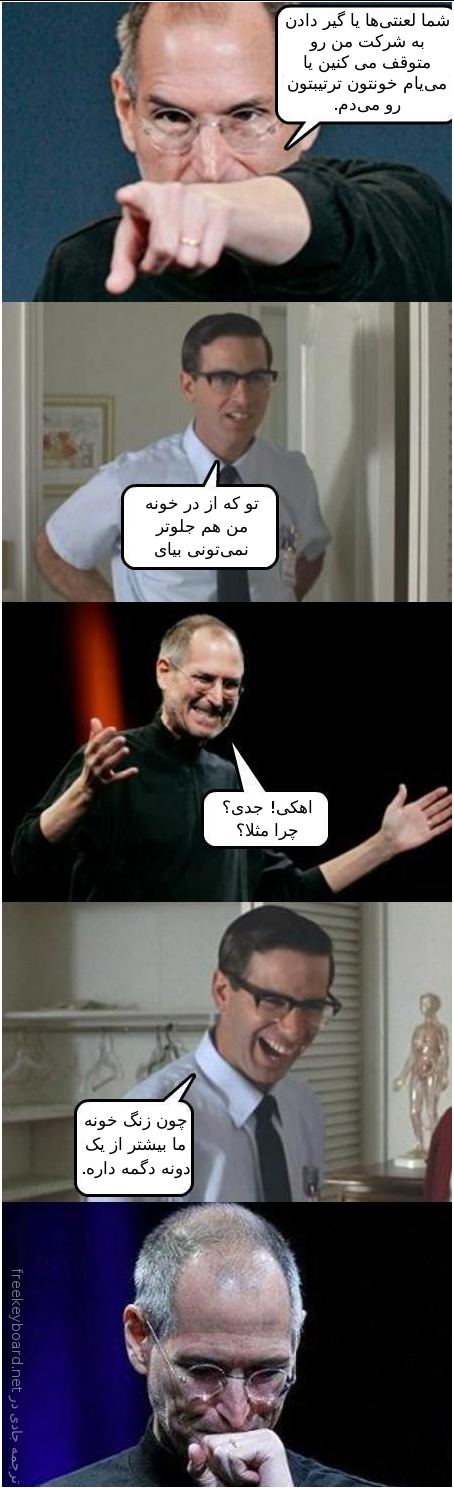 شما لعنتی‌ها یا گیر دادن
به شرکت من رو
متوقف می کنین یا
می‌یام خونتون ترتیبتون
رو می‌دم.
تو که از در خونه
من هم جلوتر
نمی‌تونی بیای
اهکی! جدی؟
چرا مثلا؟
چون زنگ خونه
ما بیشتر از یک
دونه دگمه داره.
ترجمه جادی در freekeyboard.net